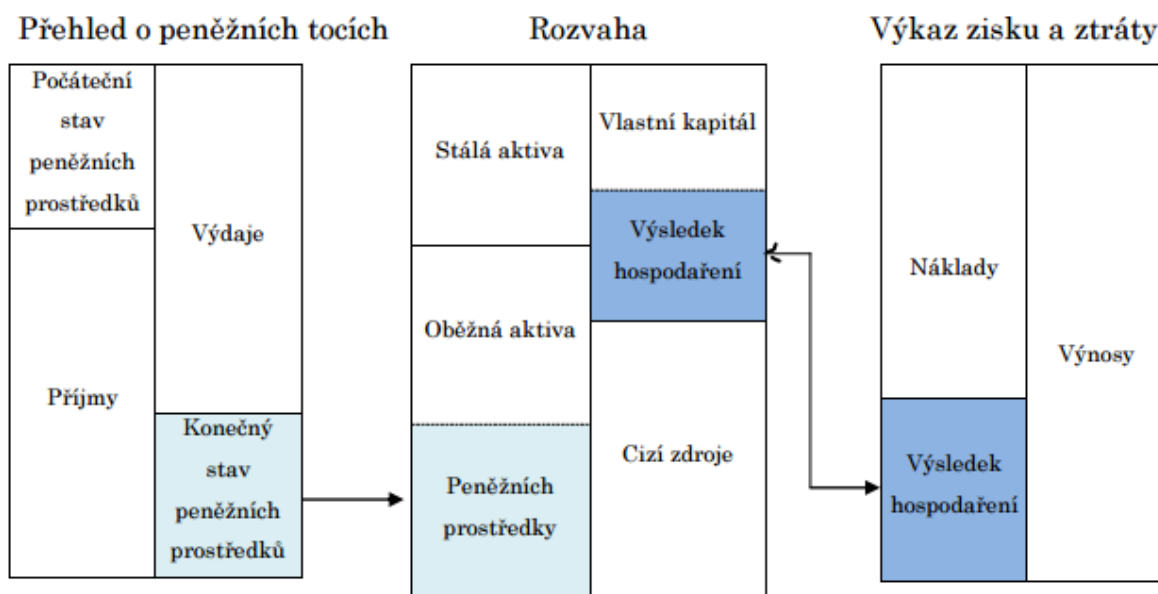 Přehled o peněžních tocích
Rozvaha
Výkaz zisku a ztráty
Počáteční
stav
peněžních
prostředků
Příjmy
Výdaje
Konečný
stav
peněžních
prostředků
Stálá aktiva
Oběžná aktiva
Peněžních
prostředky
Vlastní kapitál
Výsledek
hospodaření
Cizí zdroje
Náklady
Výsledek
hospodaření
Výnosy